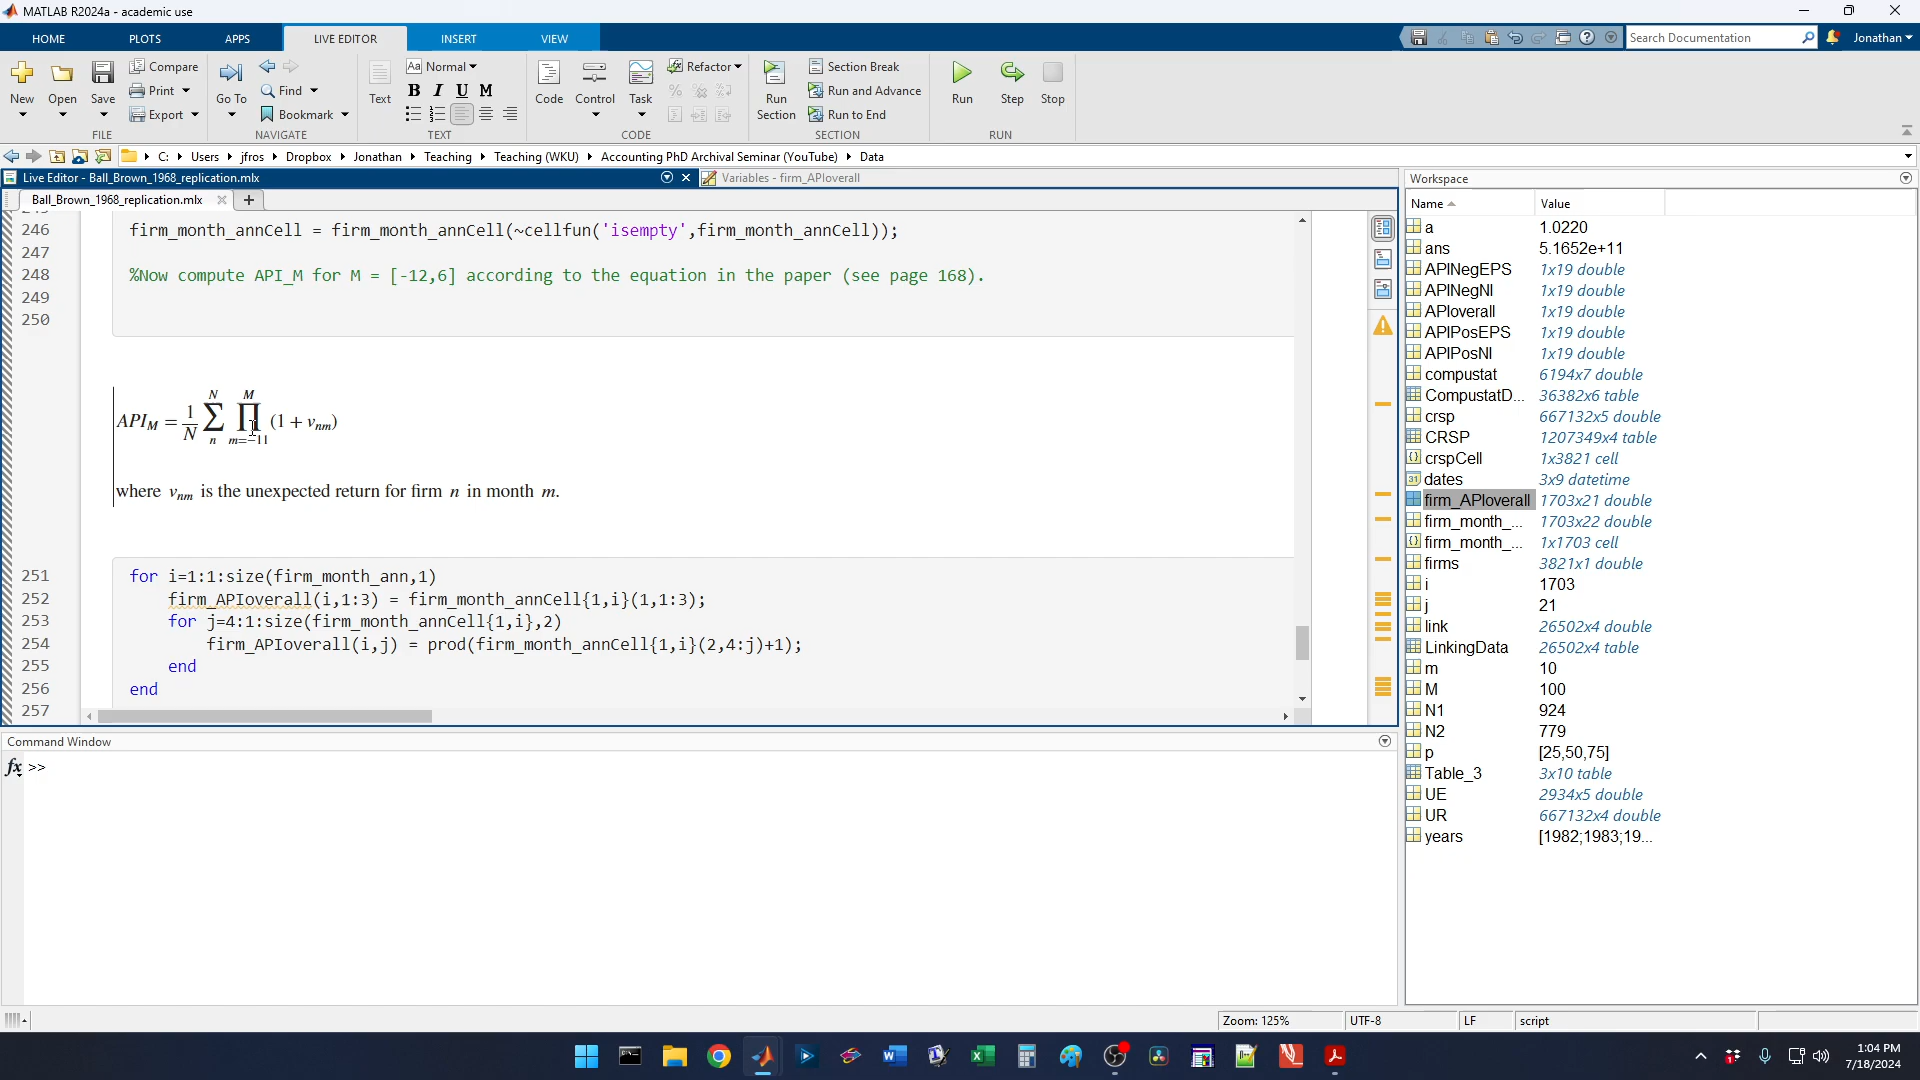 MATLAB R2024a - academic use
HOME PLOTS APPS LIVE EDITOR INSERT VIEW
Search Documentation Jonathan
New Open Save Compare Print Export FILE
Go To Find Bookmark NAVIGATE
Text Aa Normal B I U M TEXT
Code Control Task Refactor CODE
Run Section Section Break Run and Advance Run to End SECTION
Run Step Stop RUN
C: Users jfros Dropbox Jonathan Teaching Teaching (WKU) Accounting PhD Archival Seminar (YouTube) Data
Live Editor - Ball_Brown_1968_replication.mlx
Variables - firm_APIoverall
Ball_Brown_1968_replication.mlx
246 firm_month_annCell = firm_month_annCell(~cellfun('isempty',firm_month_annCell));
247
248 %Now compute API_M for M = [-12,6] according to the equation in the paper (see page 168).
249
250
API_M = 1/N ∑_n^N ∏_{m=-11}^M (1 + v_nm)
where v_nm is the unexpected return for firm n in month m.
251 for i=1:1:size(firm_month_ann,1)
252 firm_APIoverall(i,1:3) = firm_month_annCell{1,i}(1,1:3);
253 for j=4:1:size(firm_month_annCell{1,i},2)
254 firm_APIoverall(i,j) = prod(firm_month_annCell{1,i}(2,4:j)+1);
255 end
256 end
257
Command Window
fx >>
Workspace
Name Value
a 1.0220
ans 5.1652e+11
APINegEPS 1x19 double
APINegNI 1x19 double
APIoverall 1x19 double
APIPosEPS 1x19 double
APIPosNI 1x19 double
compustat 6194x7 double
CompustatD... 36382x6 table
crsp 667132x5 double
CRSP 1207349x4 table
crspCell 1x3821 cell
dates 3x9 datetime
firm_APIoverall 1703x21 double
firm_month_... 1703x22 double
firm_month_... 1x1703 cell
firms 3821x1 double
i 1703
j 21
link 26502x4 double
LinkingData 26502x4 table
m 10
M 100
N1 924
N2 779
p [25,50,75]
Table_3 3x10 table
UE 2934x5 double
UR 667132x4 double
years [1982;1983;19...
Zoom: 125% UTF-8 LF script
1:04 PM
7/18/2024